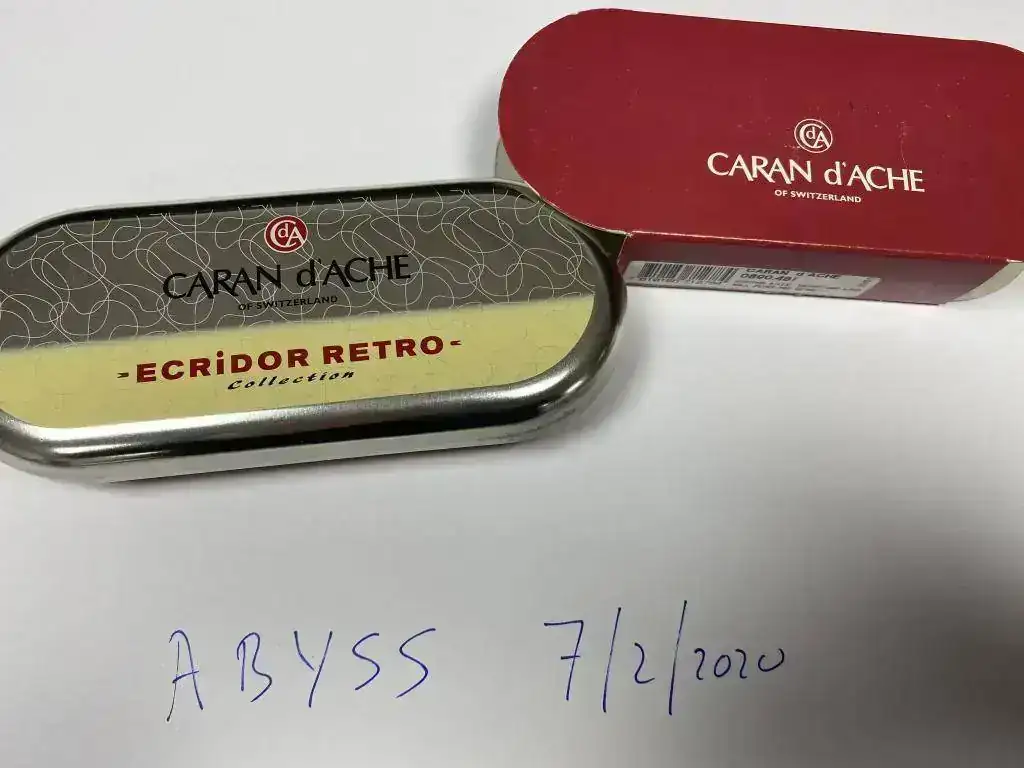 CdA
CARAN d'ACHE
OF SWITZERLAND
ECRiDOR RETRO
Collection
CdA
CARAN d'ACHE
OF SWITZERLAND
CARAN d'ACHE
ABYSS 7/2/2020